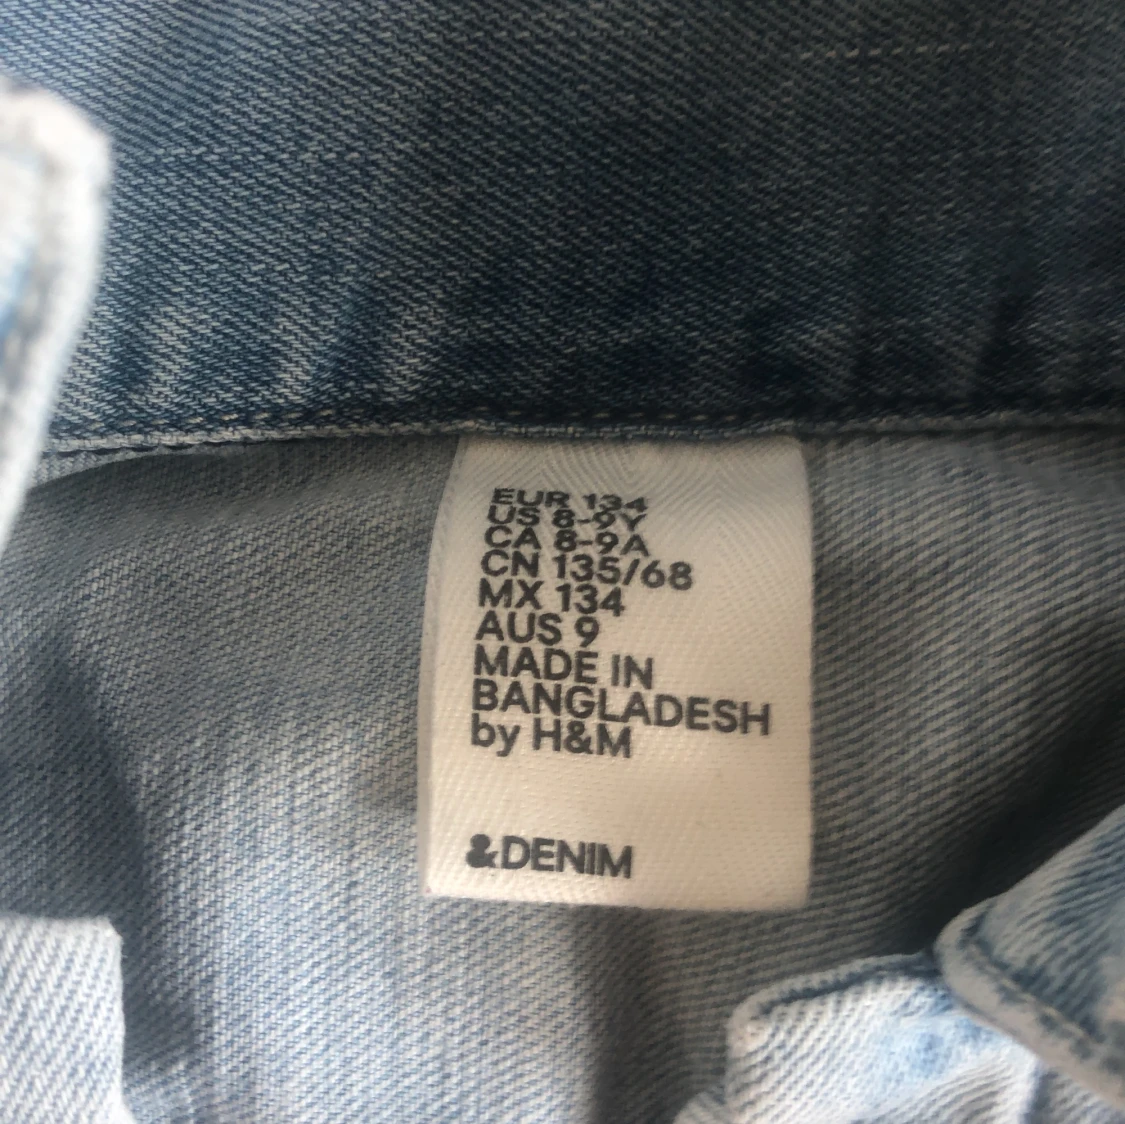 EUR 134
US 8-9Y
CA 8-9A
CN 135/68
MX 134
AUS 9
MADE IN
BANGLADESH
by H&M
&DENIM